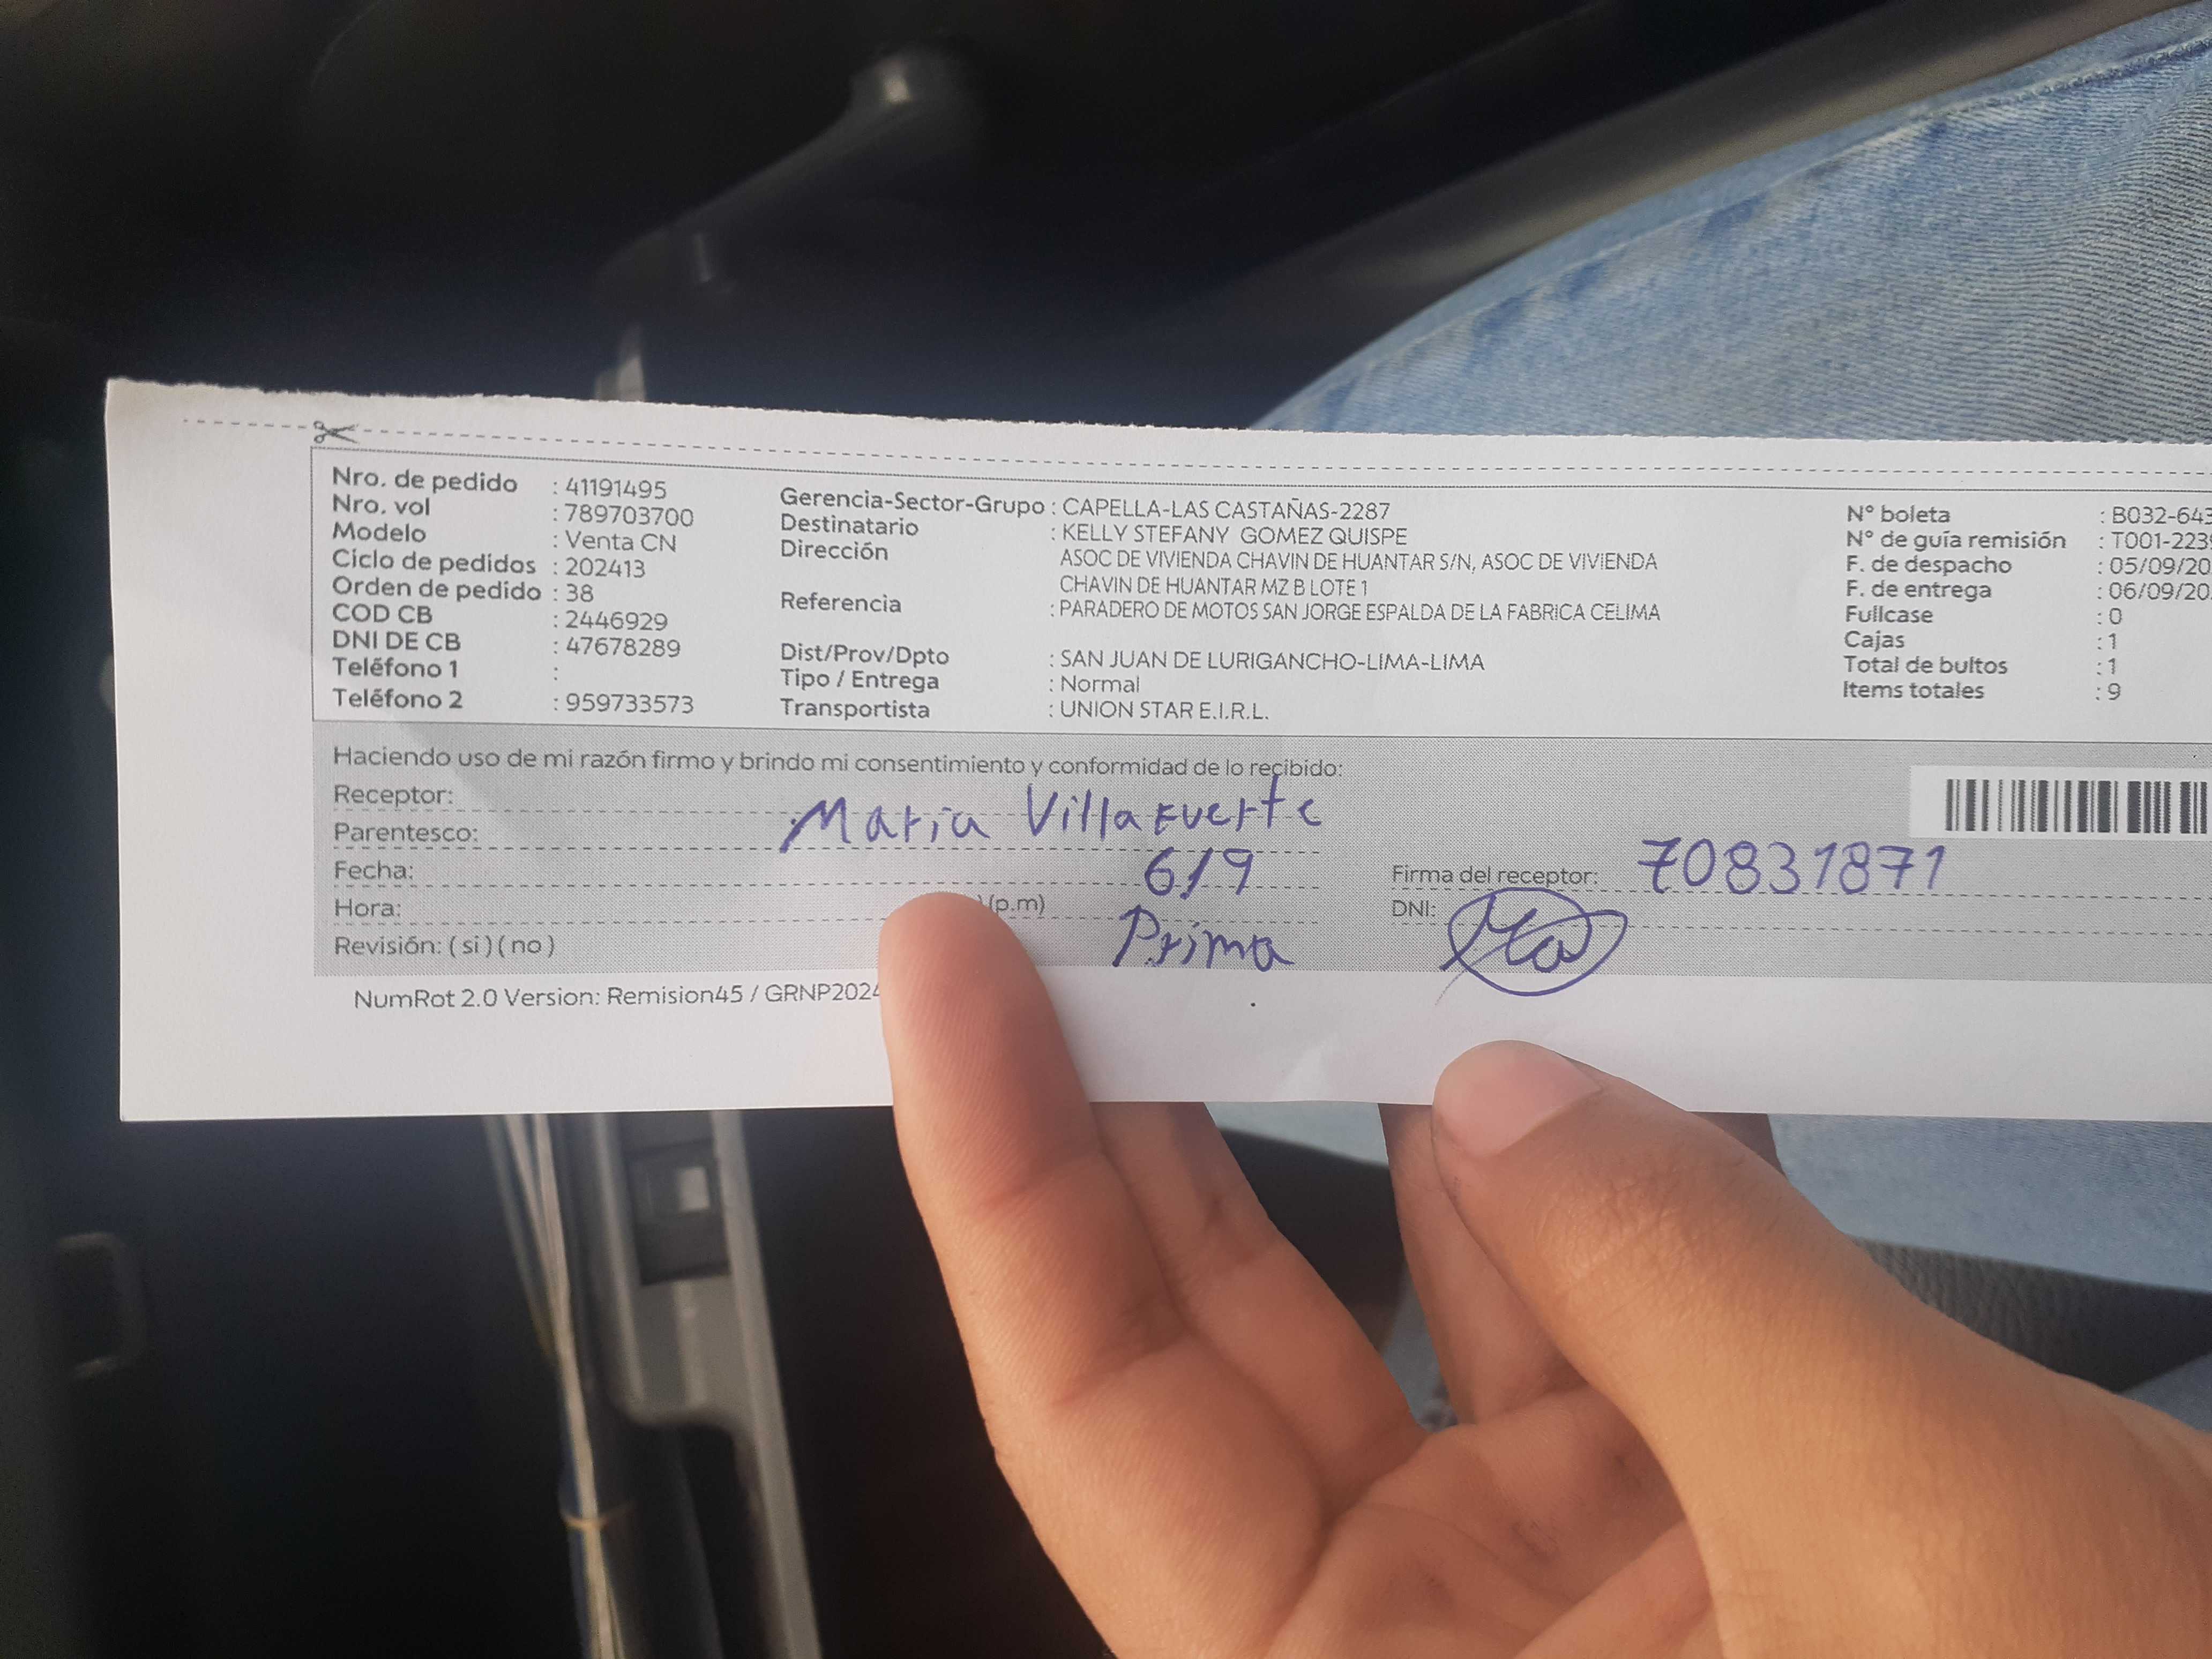 Nro. de pedido : 41191495
Nro. vol : 789703700
Modelo : Venta CN
Ciclo de pedidos : 202413
Orden de pedido : 38
COD CB : 2446929
DNI DE CB : 47678289
Teléfono 1 :
Teléfono 2 : 959733573
Gerencia-Sector-Grupo : CAPELLA-LAS CASTAÑAS-2287
Destinatario : KELLY STEFANY GOMEZ QUISPE
Dirección ASOC DE VIVIENDA CHAVIN DE HUANTAR S/N, ASOC DE VIVIENDA
CHAVIN DE HUANTAR MZ B LOTE 1
Referencia : PARADERO DE MOTOS SAN JORGE ESPALDA DE LA FABRICA CELIMA
Dist/Prov/Dpto : SAN JUAN DE LURIGANCHO-LIMA-LIMA
Tipo / Entrega : Normal
Transportista : UNION STAR E.I.R.L.
N° boleta : B032-643
N° de guía remisión : T001-223
F. de despacho : 05/09/20
F. de entrega : 06/09/20
Fullcase : 0
Cajas : 1
Total de bultos : 1
Items totales : 9
Haciendo uso de mi razón firmo y brindo mi consentimiento y conformidad de lo recibido:
Receptor:
Maria Villafuerte
Parentesco:
Fecha: 6/9
Firma del receptor: 70831871
Hora: (p.m)
DNI:
Revisión: ( si ) ( no ) Prima
NumRot 2.0 Version: Remision45 / GRNP2024